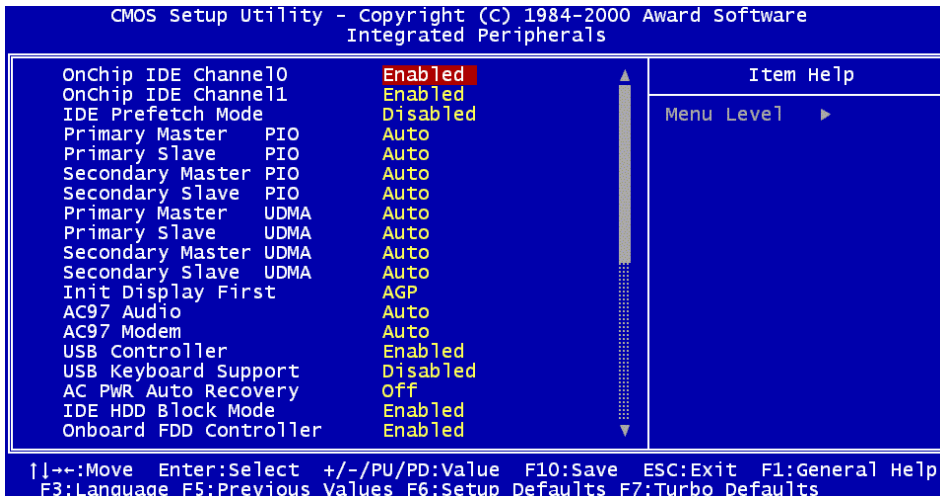 CMOS Setup Utility - Copyright (C) 1984-2000 Award Software
Integrated Peripherals
OnChip IDE Channel0 Enabled
OnChip IDE Channel1 Enabled
IDE Prefetch Mode Disabled
Primary Master PIO Auto
Primary Slave PIO Auto
Secondary Master PIO Auto
Secondary Slave PIO Auto
Primary Master UDMA Auto
Primary Slave UDMA Auto
Secondary Master UDMA Auto
Secondary Slave UDMA Auto
Init Display First AGP
AC97 Audio Auto
AC97 Modem Auto
USB Controller Enabled
USB Keyboard Support Disabled
AC PWR Auto Recovery Off
IDE HDD Block Mode Enabled
Onboard FDD Controller Enabled
Item Help
Menu Level ▶
↑↓→←:Move Enter:Select +/-/PU/PD:Value F10:Save ESC:Exit F1:General Help
F3:Language F5:Previous Values F6:Setup Defaults F7:Turbo Defaults